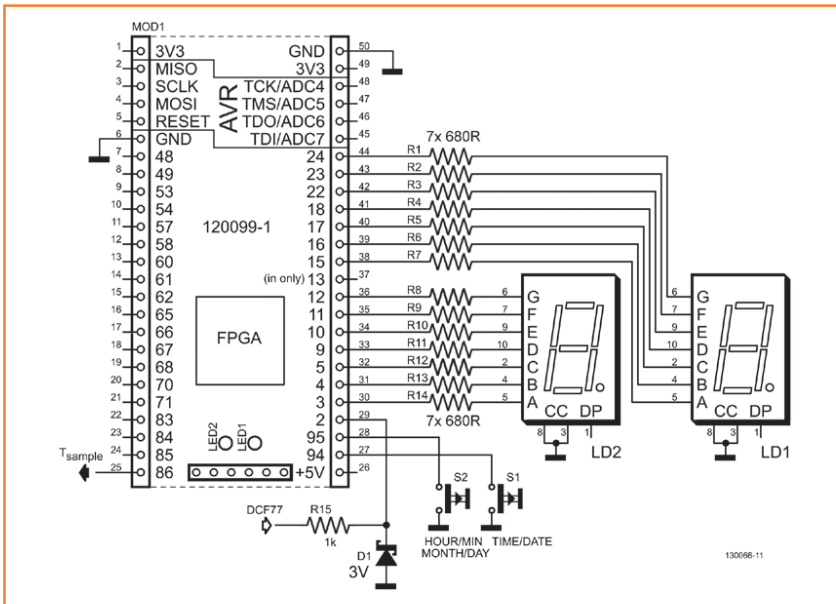 MOD1
1 3V3 GND 50
2 MISO 3V3 49
3 SCLK TCK/ADC4 48
4 MOSI TMS/ADC5 47
5 RESET TDO/ADC6 46
6 GND TDI/ADC7 45
AVR
7x 680R
7 48 24 44 R1
8 49 23 43 R2
9 53 22 42 R3
10 54 18 41 R4
11 57 17 40 R5
12 58 16 39 R6
13 60 15 38 R7
120099-1
14 61 (in only) 13 37
15 62 12 36 R8 6 G 6 G
16 65 11 35 R9 7 F 7 F
17 66 10 34 R10 9 E 9 E
18 67 9 33 R11 10 D 10 D
19 68 5 32 R12 2 C 2 C
20 70 4 31 R13 4 B 4 B
21 71 3 30 R14 5 A 5 A
FPGA
7x 680R
CC DP CC DP
8 3 1 8 3 1
LD2 LD1
22 83 2 29
23 84 95 28
24 85 94 27
25 86 +5V 26
LED2 LED1
Tsample
S2 S1
DCF77 R15
1k
HOUR/MIN TIME/DATE
MONTH/DAY
D1
3V
130066-11